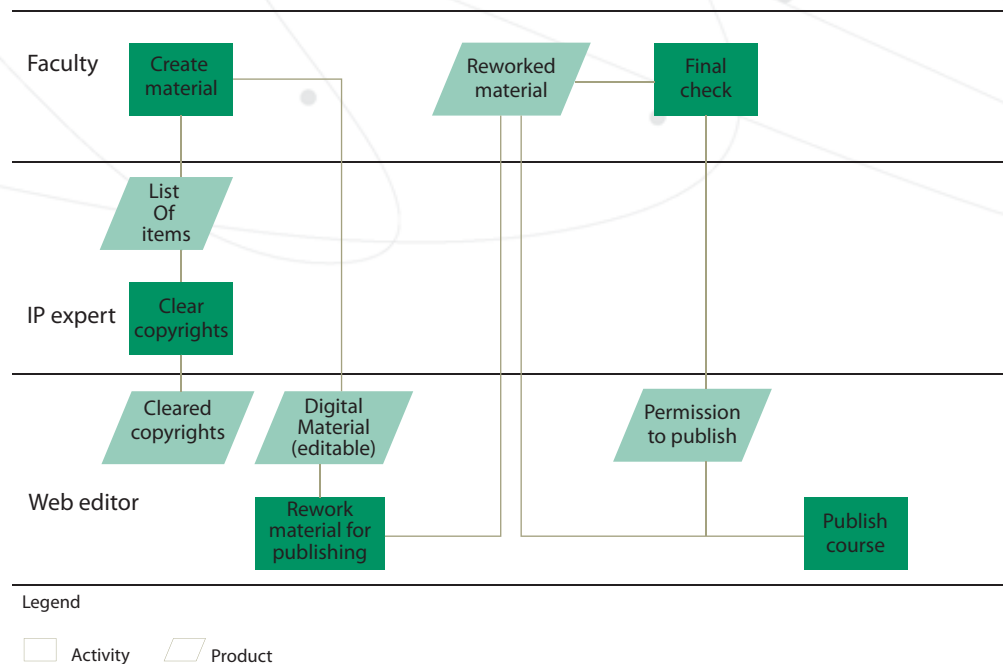 Faculty
Create
material
Reworked
material
Final
check
List
Of
items
IP expert
Clear
copyrights
Cleared
copyrights
Digital
Material
(editable)
Permission
to publish
Web editor
Rework
material for
publishing
Publish
course
Legend
Activity
Product